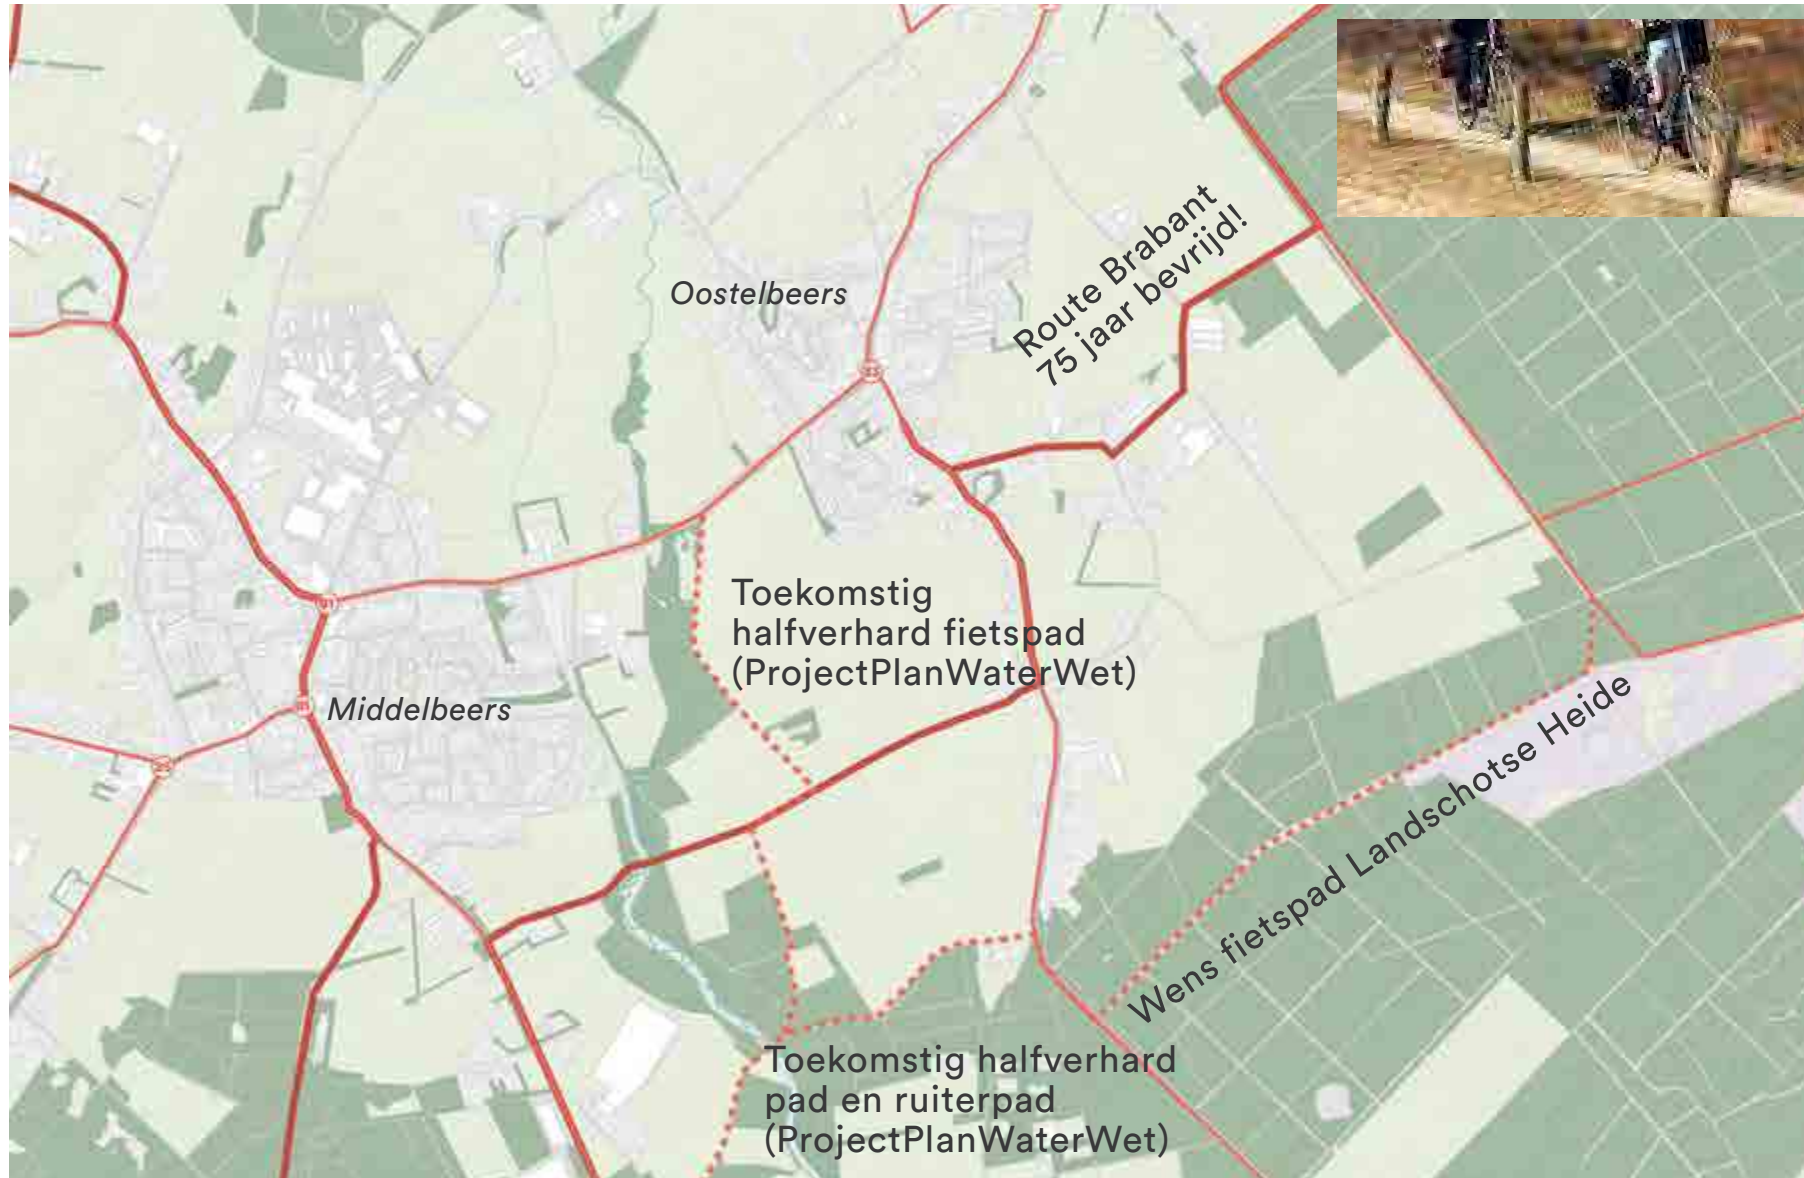 Oostelbeers
Route Brabant
75 jaar bevrijd!
Toekomstig
halfverhard fietspad
(ProjectPlanWaterWet)
Middelbeers
Wens fietspad Landschotse Heide
Toekomstig halfverhard
pad en ruiterpad
(ProjectPlanWaterWet)